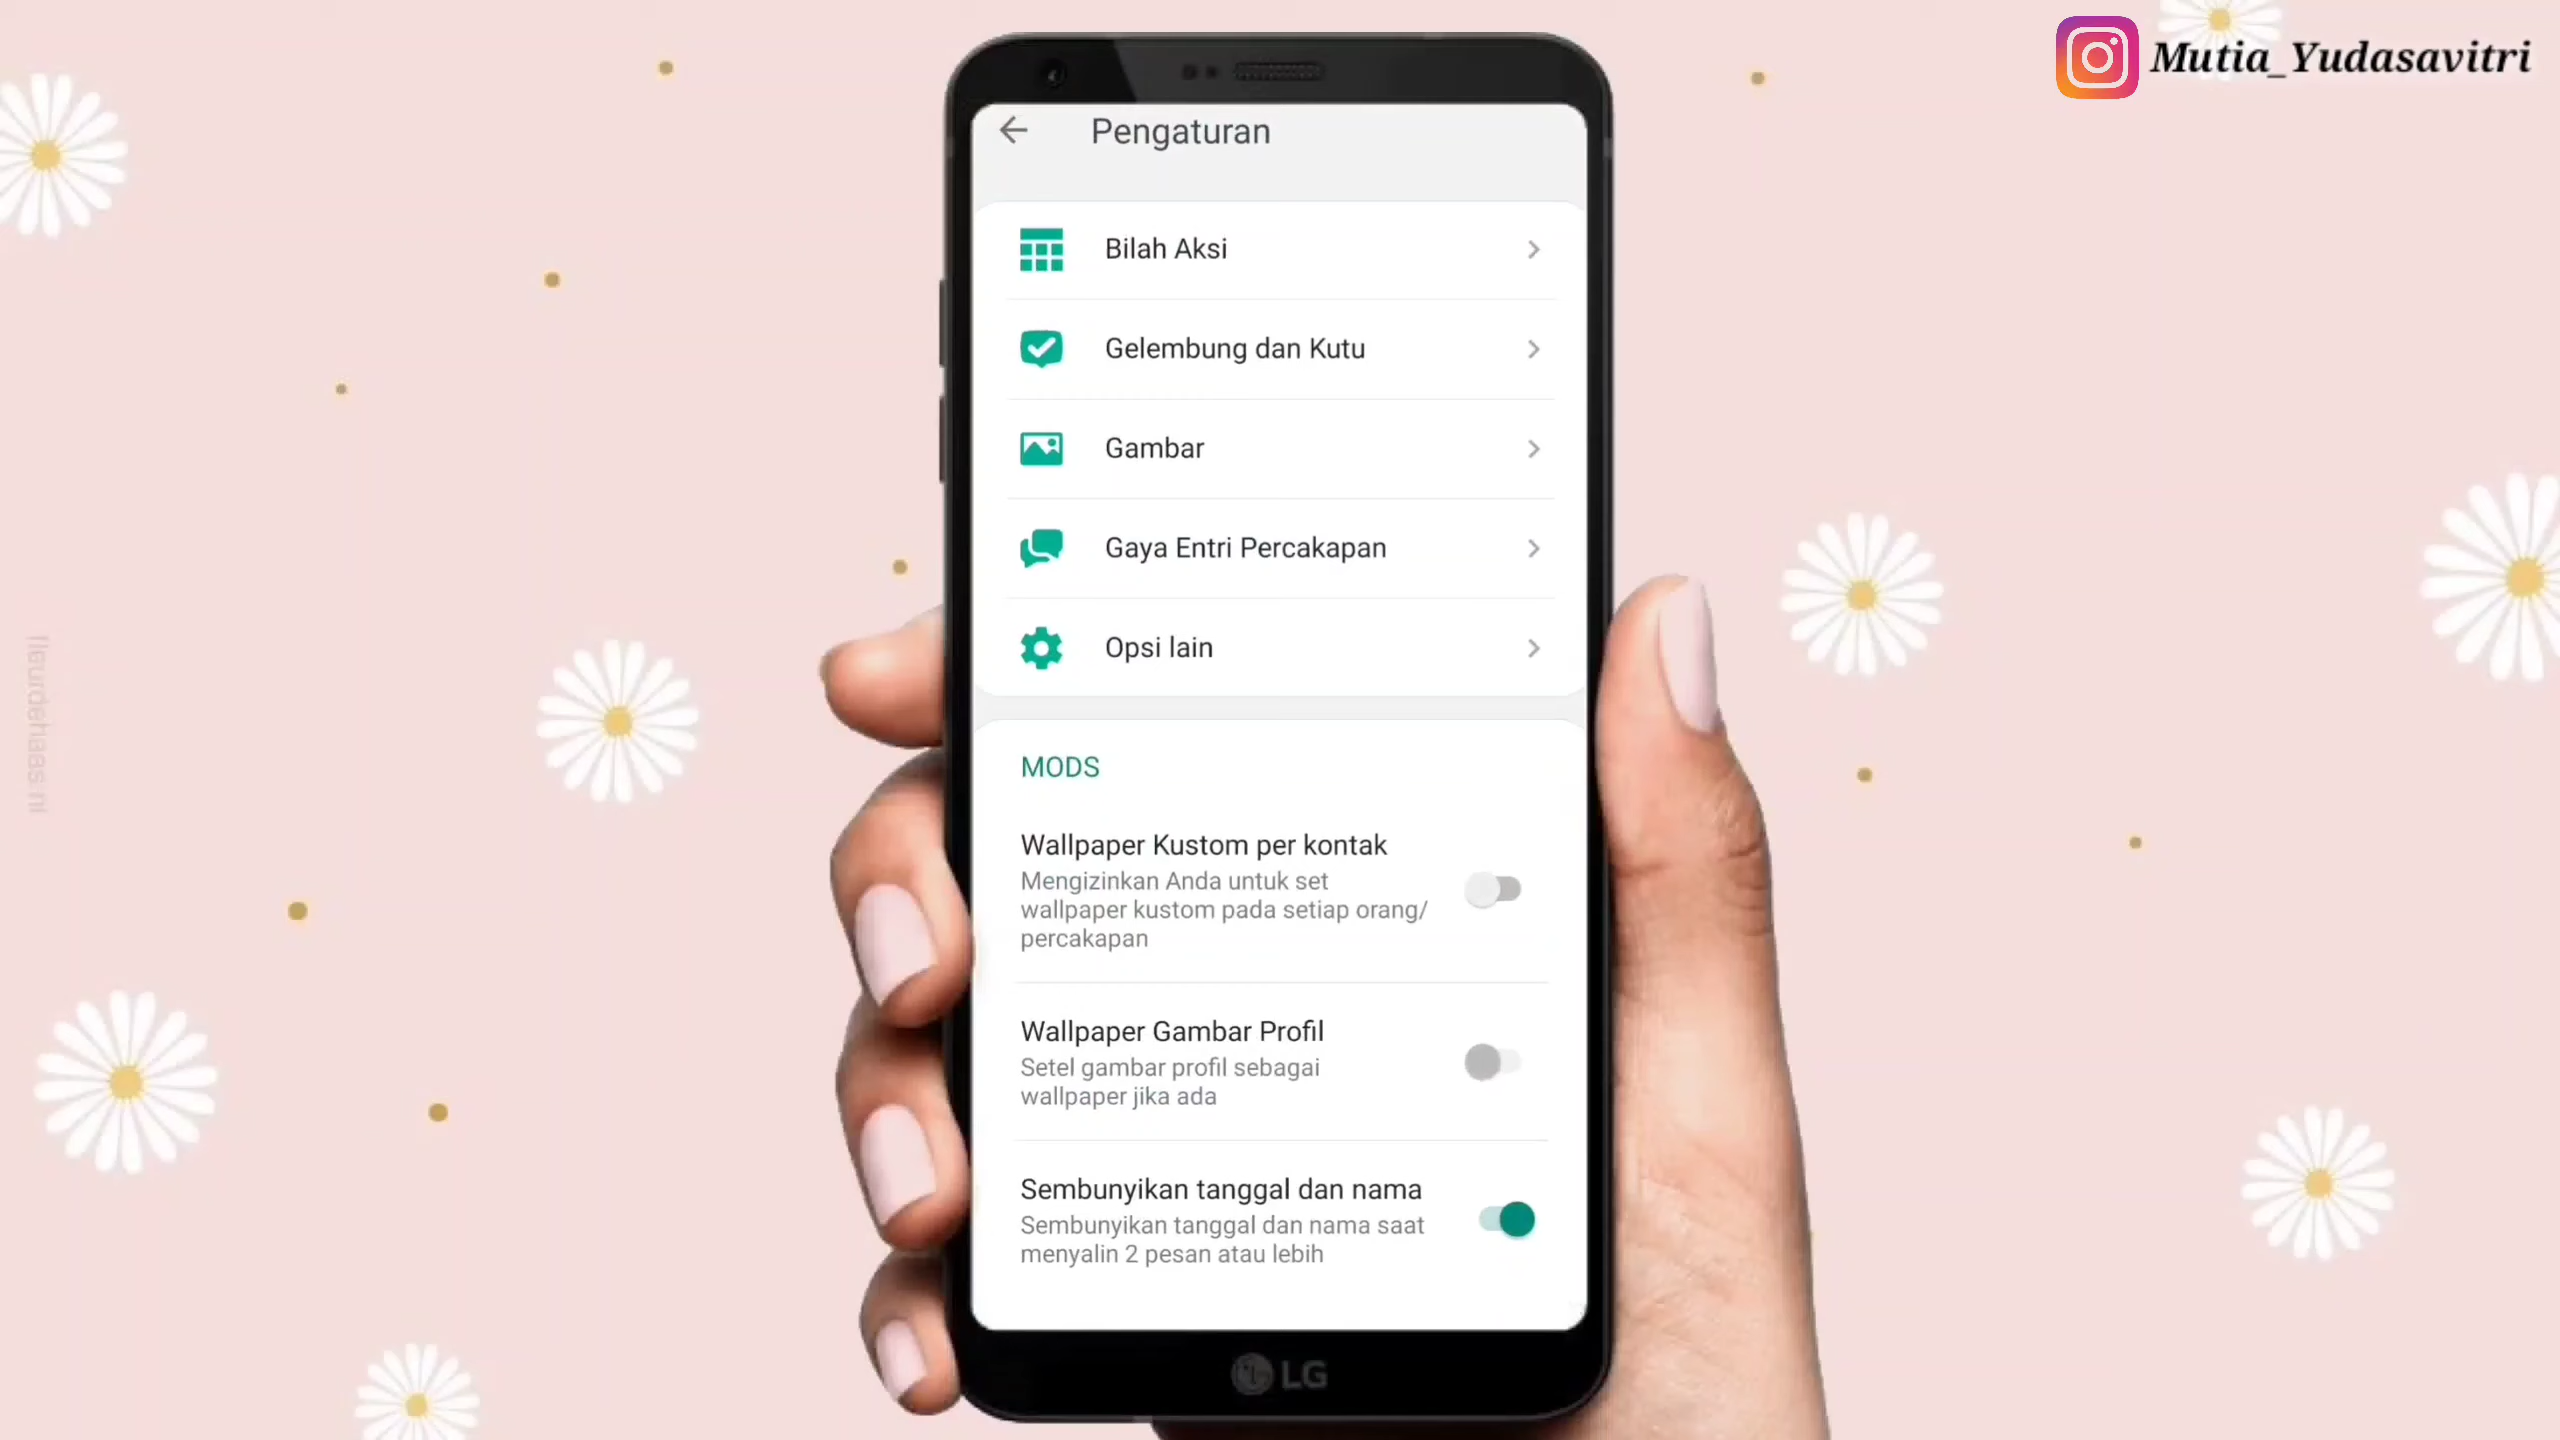 Mutia_Yudasavitri
Pengaturan
Bilah Aksi
Gelembung dan Kutu
Gambar
Gaya Entri Percakapan
Opsi lain
MODS
Wallpaper Kustom per kontak
Mengizinkan Anda untuk set
wallpaper kustom pada setiap orang/
percakapan
Wallpaper Gambar Profil
Setel gambar profil sebagai
wallpaper jika ada
Sembunyikan tanggal dan nama
Sembunyikan tanggal dan nama saat
menyalin 2 pesan atau lebih
LG